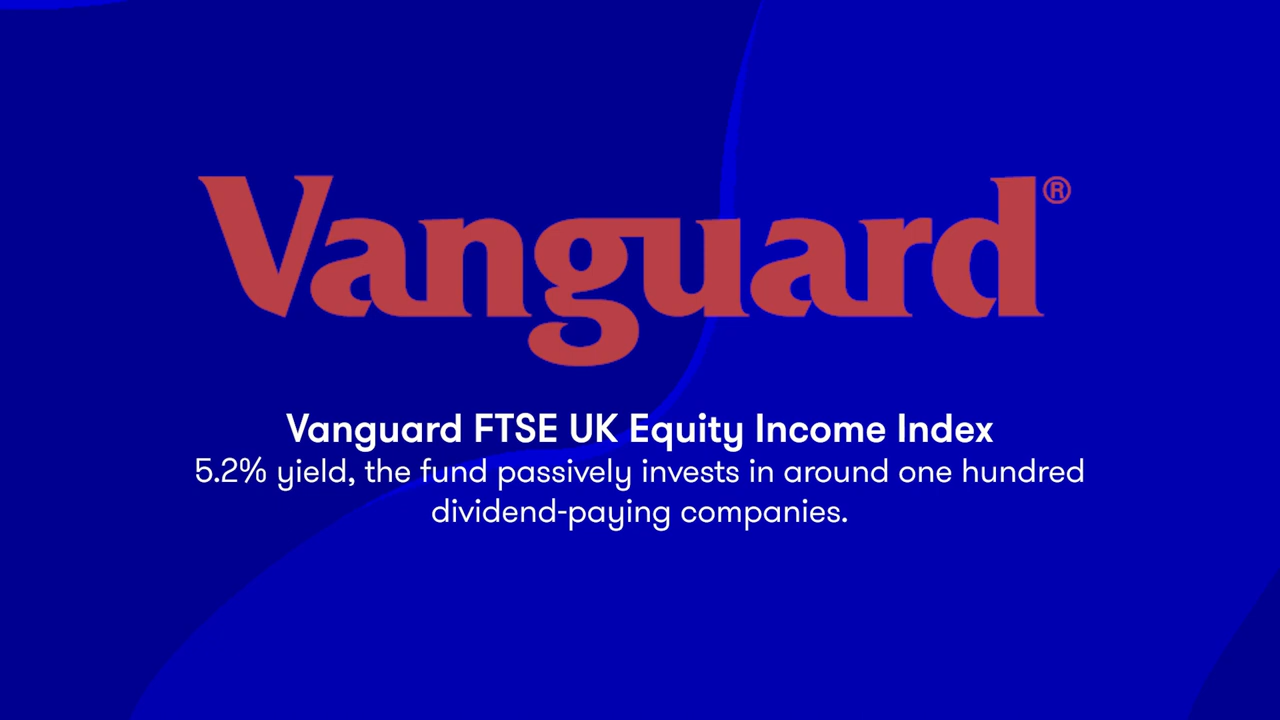 Vanguard®
Vanguard FTSE UK Equity Income Index
5.2% yield, the fund passively invests in around one hundred
dividend-paying companies.